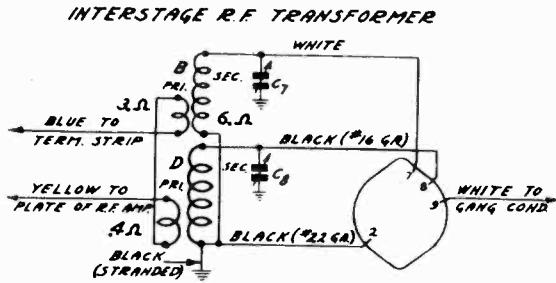 INTERSTAGE R.F. TRANSFORMER
WHITE
B
PRI.
SEC.
C7
3Ω
6Ω
BLUE TO
TERM. STRIP
BLACK (#16 GA)
D
PRI.
SEC.
C8
7
8
9
2
WHITE TO
GANG COND.
YELLOW TO
PLATE OF R.F. AMP.
.4Ω
BLACK (#22 GA)
BLACK
(STRANDED)